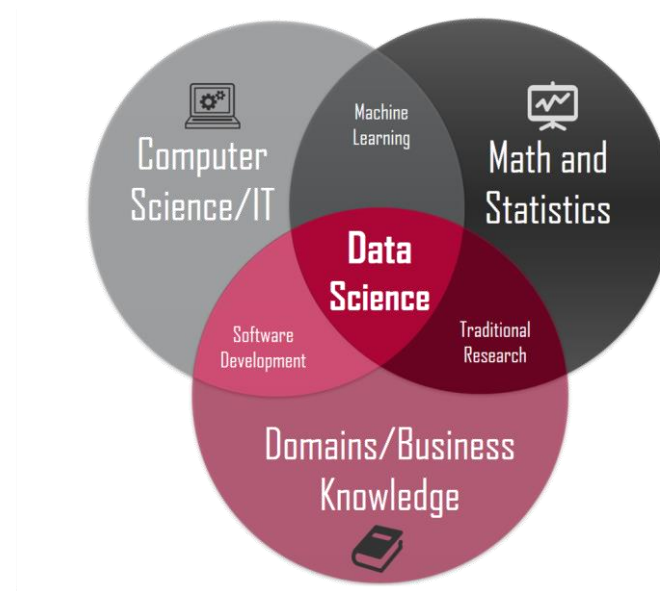 Machine
Learning
Computer
Science/IT
Math and
Statistics
Data
Science
Software
Development
Traditional
Research
Domains/Business
Knowledge